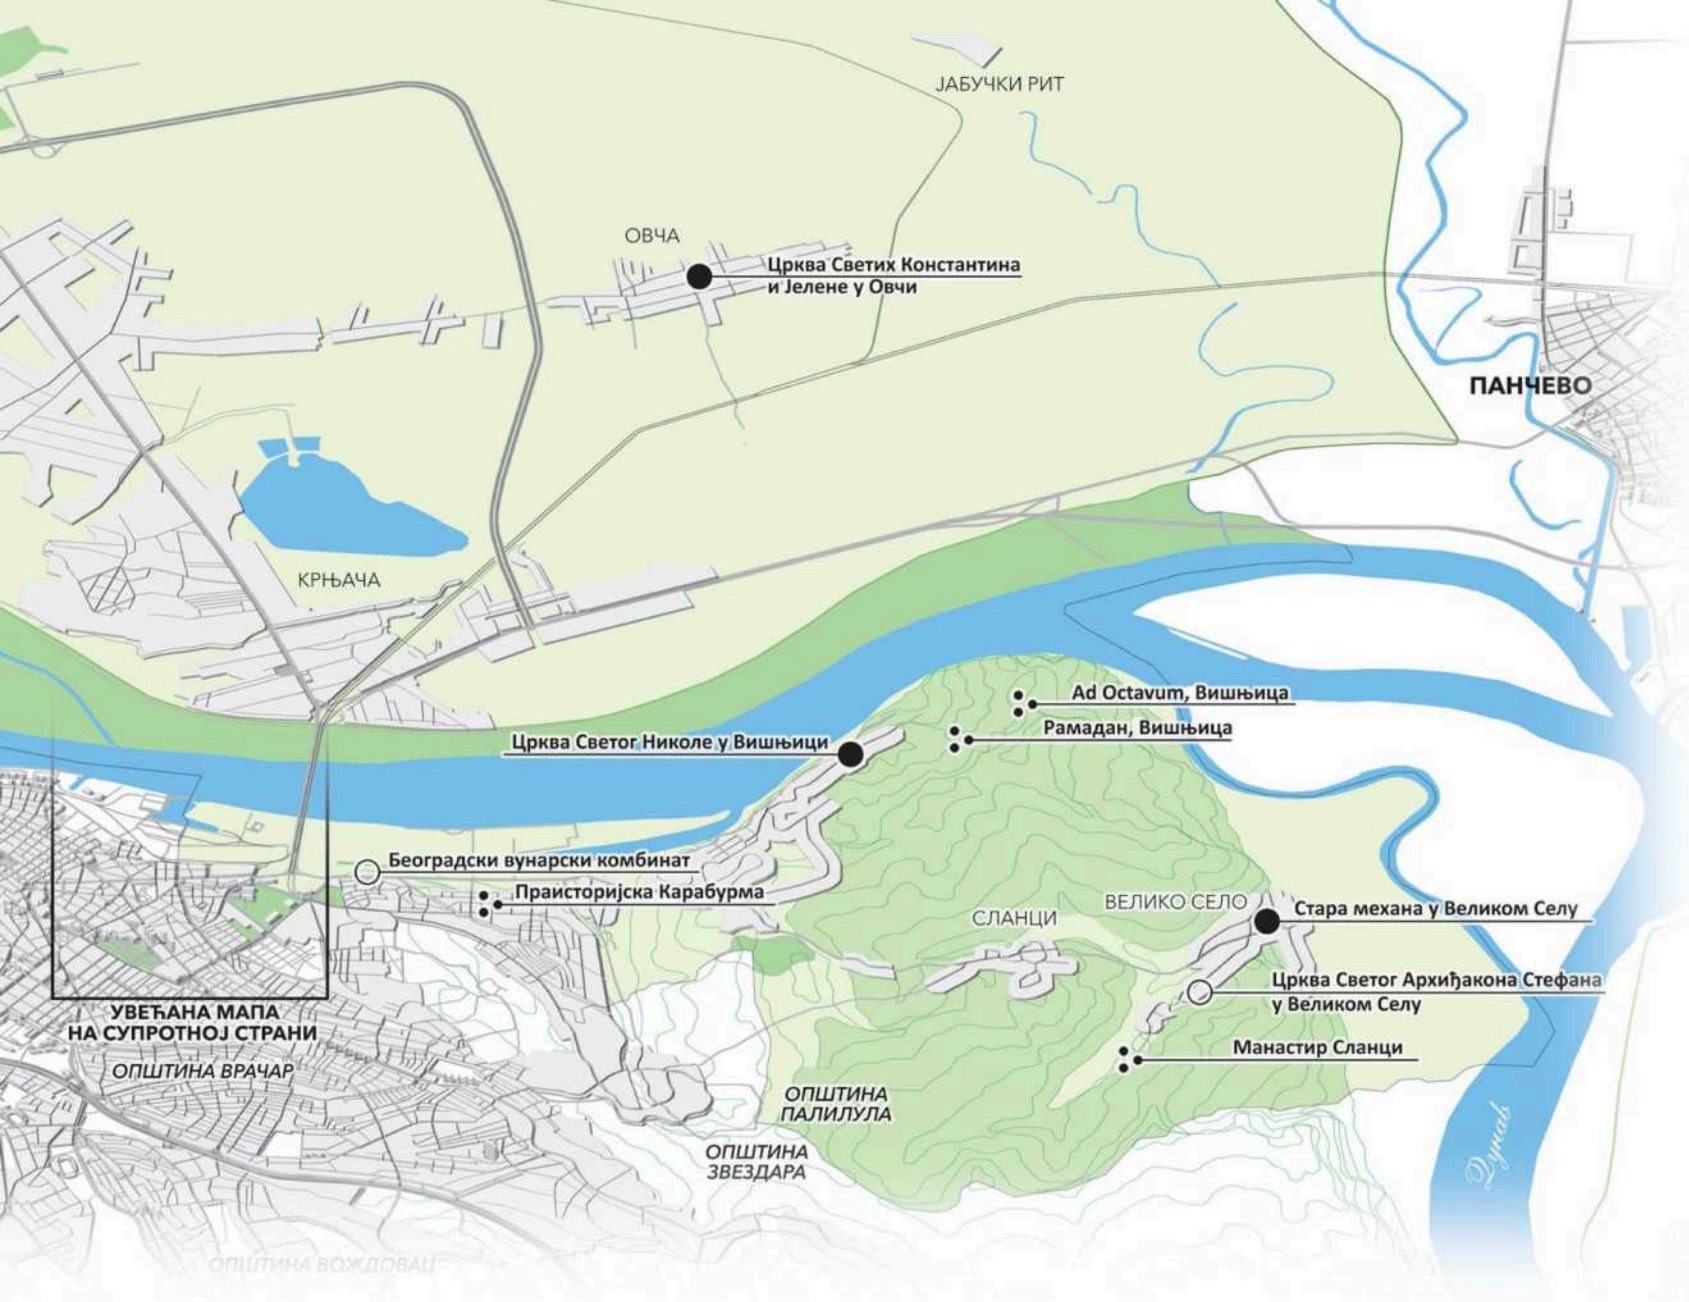 ЈАБУЧКИ РИТ
ОВЧА
Црква Светих Константина
и Јелене у Овчи
ПАНЧЕВО
КРЊАЧА
Ad Octavum, Вишњица
Рамадан, Вишњица
Црква Светог Николе у Вишњици
Београдски вунарски комбинат
Праисторијска Карабурма
ВЕЛИКО СЕЛО
Стара механа у Великом Селу
СЛАНЦИ
Црква Светог Архиђакона Стефана
у Великом Селу
УВЕЋАНА МАПА
НА СУПРОТНОЈ СТРАНИ
Манастир Сланци
ОПШТИНА ВРАЧАР
ОПШТИНА
ПАЛИЛУЛА
ОПШТИНА
ЗВЕЗДАРА
Дунав
ОПШТИНА ВОЖДОВАЦ